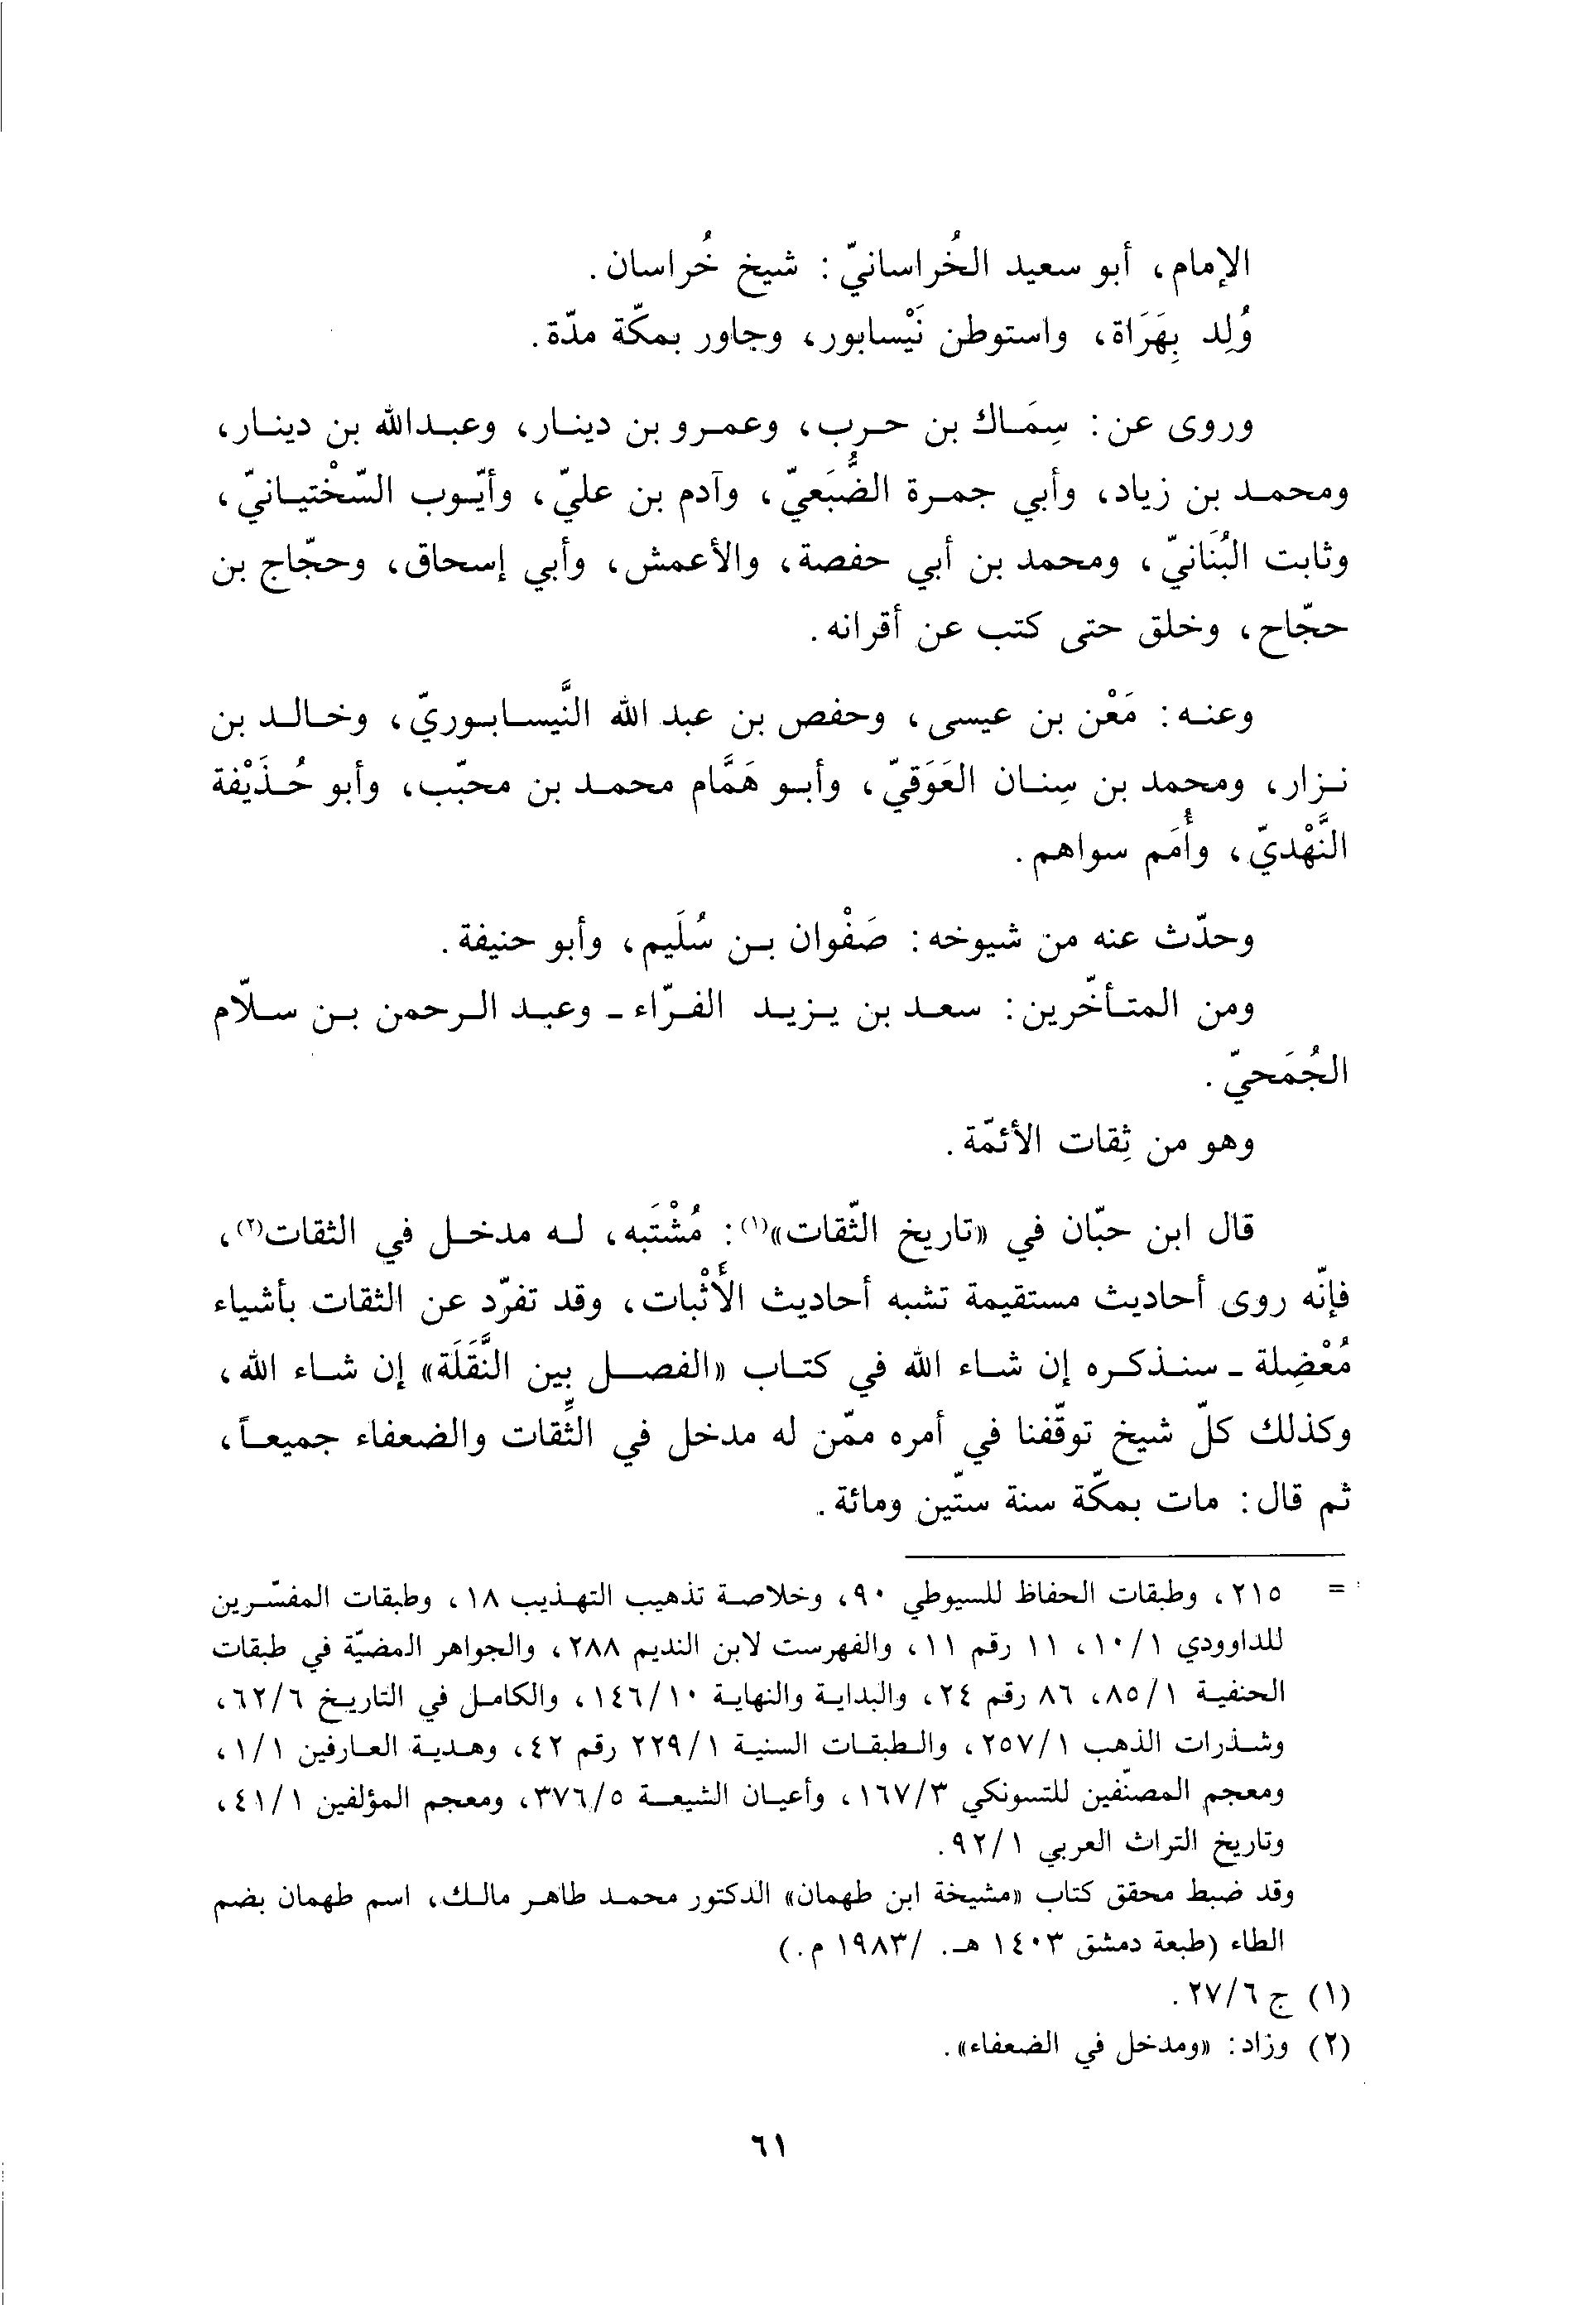 الإمام، أبو سعيد الخُراسانيّ: شيخ خُراسان.
وُلِد بِهَرَاة، واستوطن نَيْسابور، وجاور بمكّة مدّة.
وروى عن: سِمَاك بن حرب، وعمرو بن دينار، وعبدالله بن دينار،
ومحمد بن زياد، وأبي جمرة الضُّبَعيّ، وآدم بن عليّ، وأيّوب السّخْتيانيّ،
وثابت البُنَانيّ، ومحمد بن أبي حفصة، والأعمش، وأبي إسحاق، وحجّاج بن
حجّاح، وخلق حتى كتب عن أقرانه.
وعنه: مَعْن بن عيسى، وحفص بن عبد الله النَّيسابوريّ، وخالد بن
نزار، ومحمد بن سِنان العَوَقيّ، وأبو هَمَّام محمد بن محبّب، وأبو حُذَيْفة
النَّهْديّ، وأُمَم سواهم.
وحدّث عنه من شيوخه: صَفْوان بن سُلَيم، وأبو حنيفة.
ومن المتأخّرين: سعد بن يزيد الفرّاء ـ وعبد الرحمن بن سلّام
الجُمَحيّ.
وهو من ثِقات الأئمّة.
قال ابن حبّان في «تاريخ الثّقات»(١): مُشْتَبه، له مدخل في الثقات(٢)،
فإنّه روى أحاديث مستقيمة تشبه أحاديث الأَثْبات، وقد تفرّد عن الثقات بأشياء
مُعْضِلة ـ سنذكره إن شاء الله في كتاب «الفصل بين النَّقَلَة» إن شاء الله،
وكذلك كلّ شيخ توقّفنا في أمره ممّن له مدخل في الثِّقات والضعفاء جميعاً،
ثم قال: مات بمكّة سنة ستّين ومائة.
= ٢١٥، وطبقات الحفاظ للسيوطي ٩٠، وخلاصة تذهيب التهذيب ١٨، وطبقات المفسّرين
للداوودي ١٠/١، ١١ رقم ١١، والفهرست لابن النديم ٢٨٨، والجواهر المضيّة في طبقات
الحنفية ٨٥/١، ٨٦ رقم ٢٤، والبداية والنهاية ١٤٦/١٠، والكامل في التاريخ ٦٢/٦،
وشذرات الذهب ٢٥٧/١، والطبقات السنية ٢٢٩/١ رقم ٤٢، وهدية العارفين ١/١،
ومعجم المصنّفين للتسونكي ١٦٧/٣، وأعيان الشيعة ٣٧٦/٥، ومعجم المؤلفين ٤١/١،
وتاريخ التراث العربي ٩٢/١.
وقد ضبط محقق كتاب «مشيخة ابن طهمان» الدكتور محمد طاهر مالك، اسم طهمان بضم
الطاء (طبعة دمشق ١٤٠٣ هـ. /١٩٨٣ م.)
(١) ج ٢٧/٦.
(٢) وزاد: «ومدخل في الضعفاء».
٦١